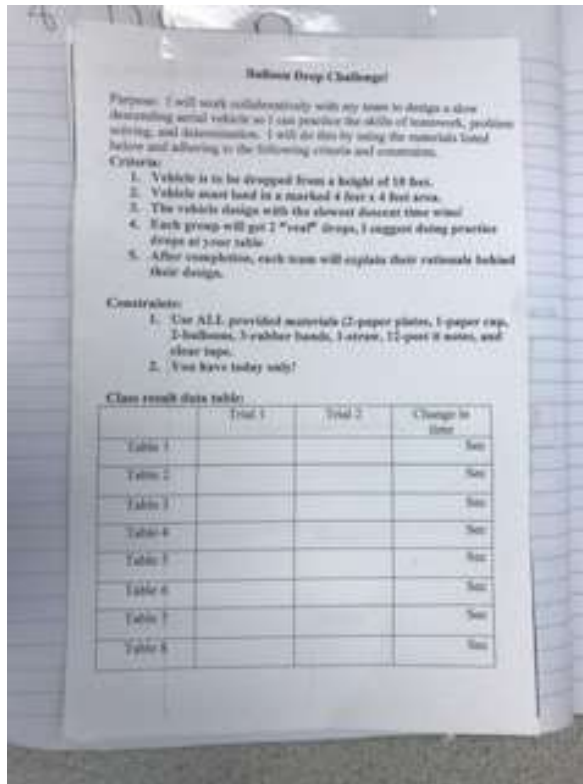 Balloon Drop Challenge!
Purpose: I will work collaboratively with my team to design a slow
descending aerial vehicle so I can practice the skills of teamwork, problem
solving, and determination. I will do this by using the materials listed
below and adhering to the following criteria and constraints.
Criteria:
1. Vehicle is to be dropped from a height of 10 feet.
2. Vehicle must land in a marked 4 feet x 4 feet area.
3. The vehicle design with the slowest descent time wins!
4. Each group will get 2 "real" drops, I suggest doing practice
drops at your table
5. After completion, each team will explain their rationale behind
their design.
Constraints:
1. Use ALL provided materials (2-paper plates, 1-paper cup,
2-balloons, 3-rubber bands, 1-straw, 12-post it notes, and
clear tape.
2. You have today only!
Class result data table:
Trial 1 Trial 2 Change in
time
Table 1 Sec
Table 2 Sec
Table 3 Sec
Table 4 Sec
Table 5 Sec
Table 6 Sec
Table 7 Sec
Table 8 Sec